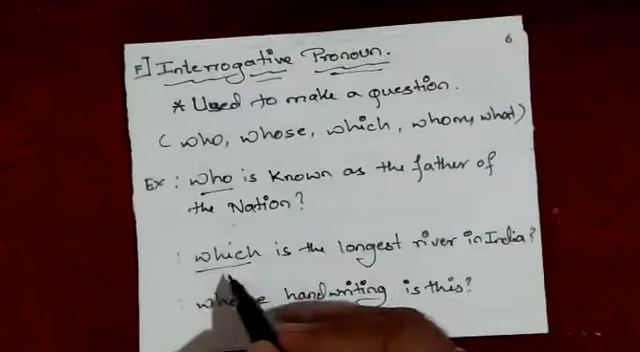 6
F] Interrogative Pronoun.
* Used to make a question.
(who, whose, which, whom, what)
Ex : who is known as the father of
the Nation?
: which is the longest river in India?
: whose handwriting is this?